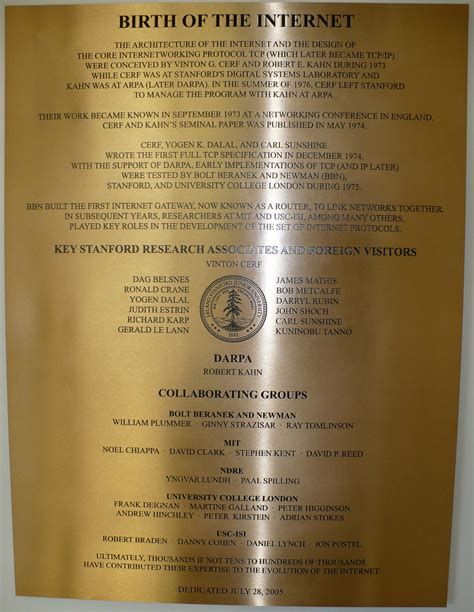 BIRTH OF THE INTERNET
THE ARCHITECTURE OF THE INTERNET AND THE DESIGN OF
THE CORE INTERNETWORKING PROTOCOL TCP (WHICH LATER BECAME TCP/IP)
WERE CONCEIVED BY VINTON G. CERF AND ROBERT E. KAHN DURING 1973
WHILE CERF WAS AT STANFORD'S DIGITAL SYSTEMS LABORATORY AND
KAHN WAS AT ARPA (LATER DARPA). IN THE SUMMER OF 1976, CERF LEFT STANFORD
TO MANAGE THE PROGRAM WITH KAHN AT ARPA.
THEIR WORK BECAME KNOWN IN SEPTEMBER 1973 AT A NETWORKING CONFERENCE IN ENGLAND.
CERF AND KAHN'S SEMINAL PAPER WAS PUBLISHED IN MAY 1974.
CERF, YOGEN K. DALAL, AND CARL SUNSHINE
WROTE THE FIRST FULL TCP SPECIFICATION IN DECEMBER 1974.
WITH THE SUPPORT OF DARPA, EARLY IMPLEMENTATIONS OF TCP (AND IP LATER)
WERE TESTED BY BOLT BERANEK AND NEWMAN (BBN),
STANFORD, AND UNIVERSITY COLLEGE LONDON DURING 1975.
BBN BUILT THE FIRST INTERNET GATEWAY, NOW KNOWN AS A ROUTER, TO LINK NETWORKS TOGETHER.
IN SUBSEQUENT YEARS, RESEARCHERS AT MIT AND USC-ISI, AMONG MANY OTHERS,
PLAYED KEY ROLES IN THE DEVELOPMENT OF THE SET OF INTERNET PROTOCOLS.
KEY STANFORD RESEARCH ASSOCIATES AND FOREIGN VISITORS
VINTON CERF
DAG BELSNES
RONALD CRANE
YOGEN DALAL
JUDITH ESTRIN
RICHARD KARP
GERALD LE LANN
JAMES MATHIS
BOB METCALFE
DARRYL RUBIN
JOHN SHOCH
CARL SUNSHINE
KUNINOBU TANNO
DARPA
ROBERT KAHN
COLLABORATING GROUPS
BOLT BERANEK AND NEWMAN
WILLIAM PLUMMER · GINNY STRAZISAR · RAY TOMLINSON
MIT
NOEL CHIAPPA · DAVID CLARK · STEPHEN KENT · DAVID P. REED
NDRE
YNGVAR LUNDH · PAAL SPILLING
UNIVERSITY COLLEGE LONDON
FRANK DEIGNAN · MARTINE GALLAND · PETER HIGGINSON
ANDREW HINCHLEY · PETER KIRSTEIN · ADRIAN STOKES
USC-ISI
ROBERT BRADEN · DANNY COHEN · DANIEL LYNCH · JON POSTEL
ULTIMATELY, THOUSANDS IF NOT TENS TO HUNDREDS OF THOUSANDS
HAVE CONTRIBUTED THEIR EXPERTISE TO THE EVOLUTION OF THE INTERNET.
DEDICATED JULY 28, 2005